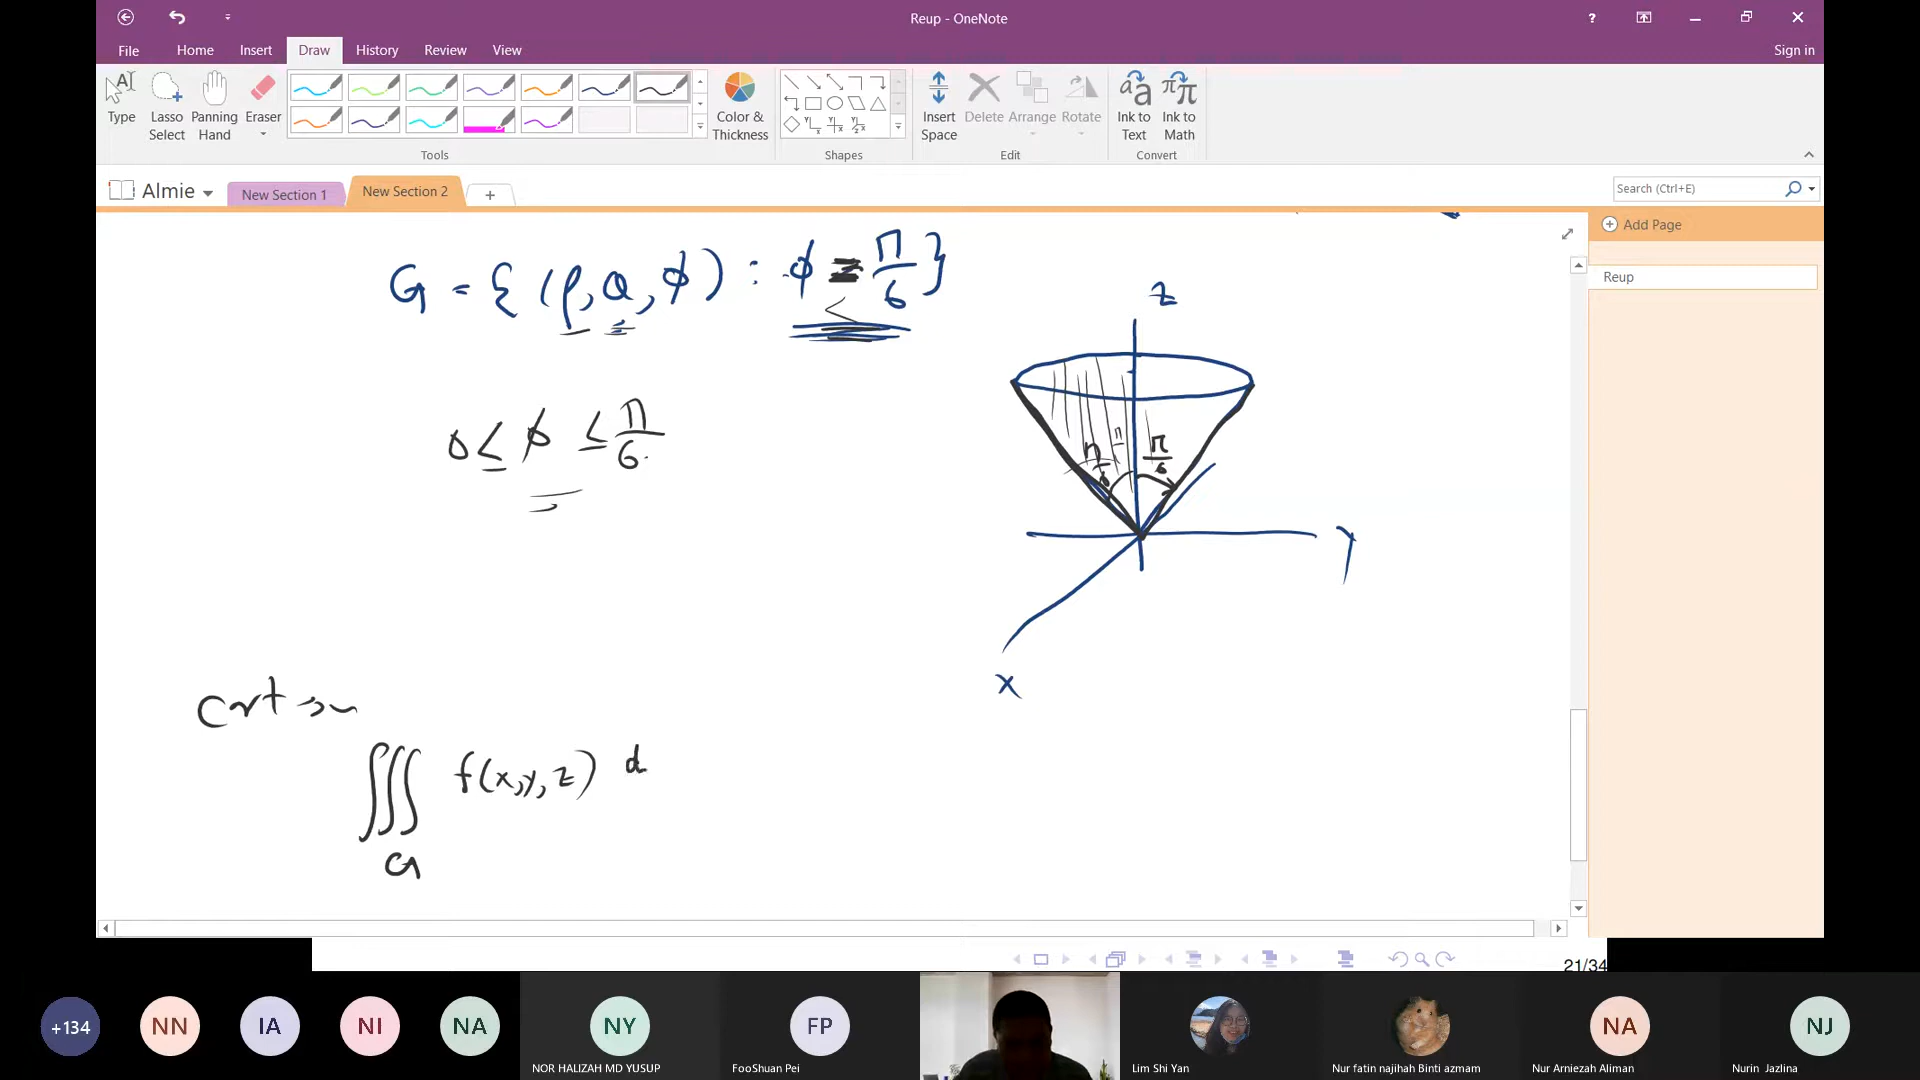 Reup - OneNote
?
File Home Insert Draw History Review View
Sign in
Type
Lasso Select
Panning Hand
Eraser
Color & Thickness
Insert Space
Delete
Arrange
Rotate
Ink to Text
Ink to Math
Tools
Shapes
Edit
Convert
Almie
New Section 1
New Section 2
+
Search (Ctrl+E)
Add Page
Reup
G = { (ρ, θ, φ) : φ = π/6 }
≤
z
0 ≤ φ ≤ π/6
π/6
π/6
y
x
∭ f(x,y,z) d
G
21/34
+134
NN
IA
NI
NA
NY
FP
NA
NJ
NOR HALIZAH MD YUSUP
FooShuan Pei
Lim Shi Yan
Nur fatin najihah Binti azmam
Nur Arniezah Aliman
Nurin Jazlina